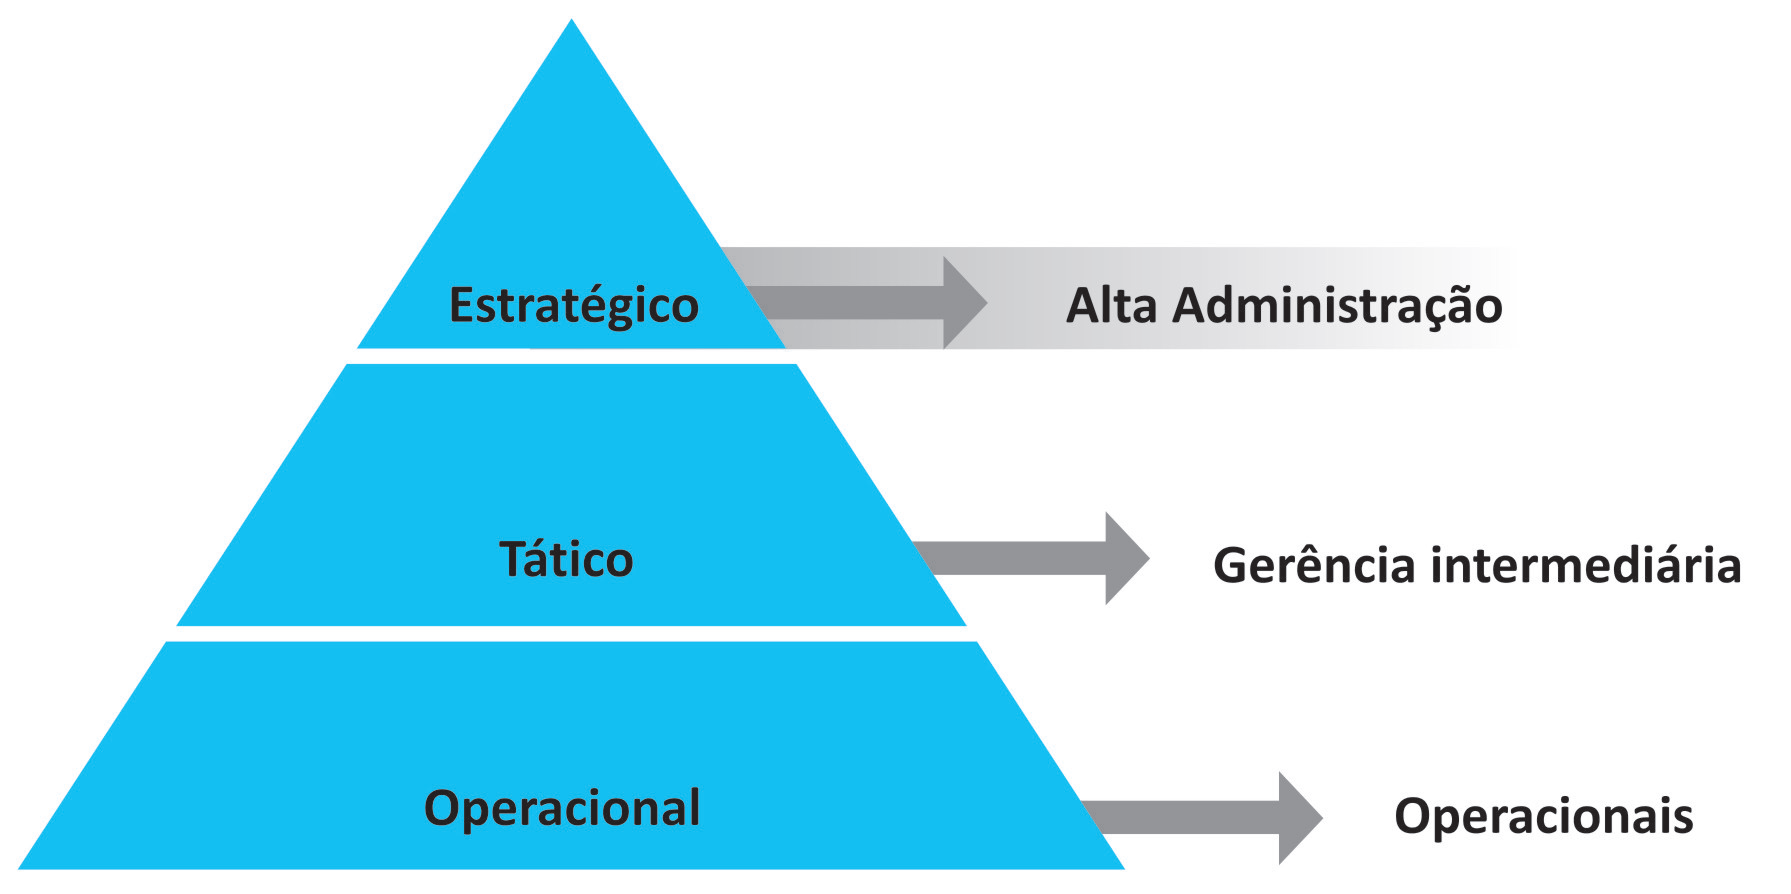 Estratégico
Alta Administração
Tático
Gerência intermediária
Operacional
Operacionais